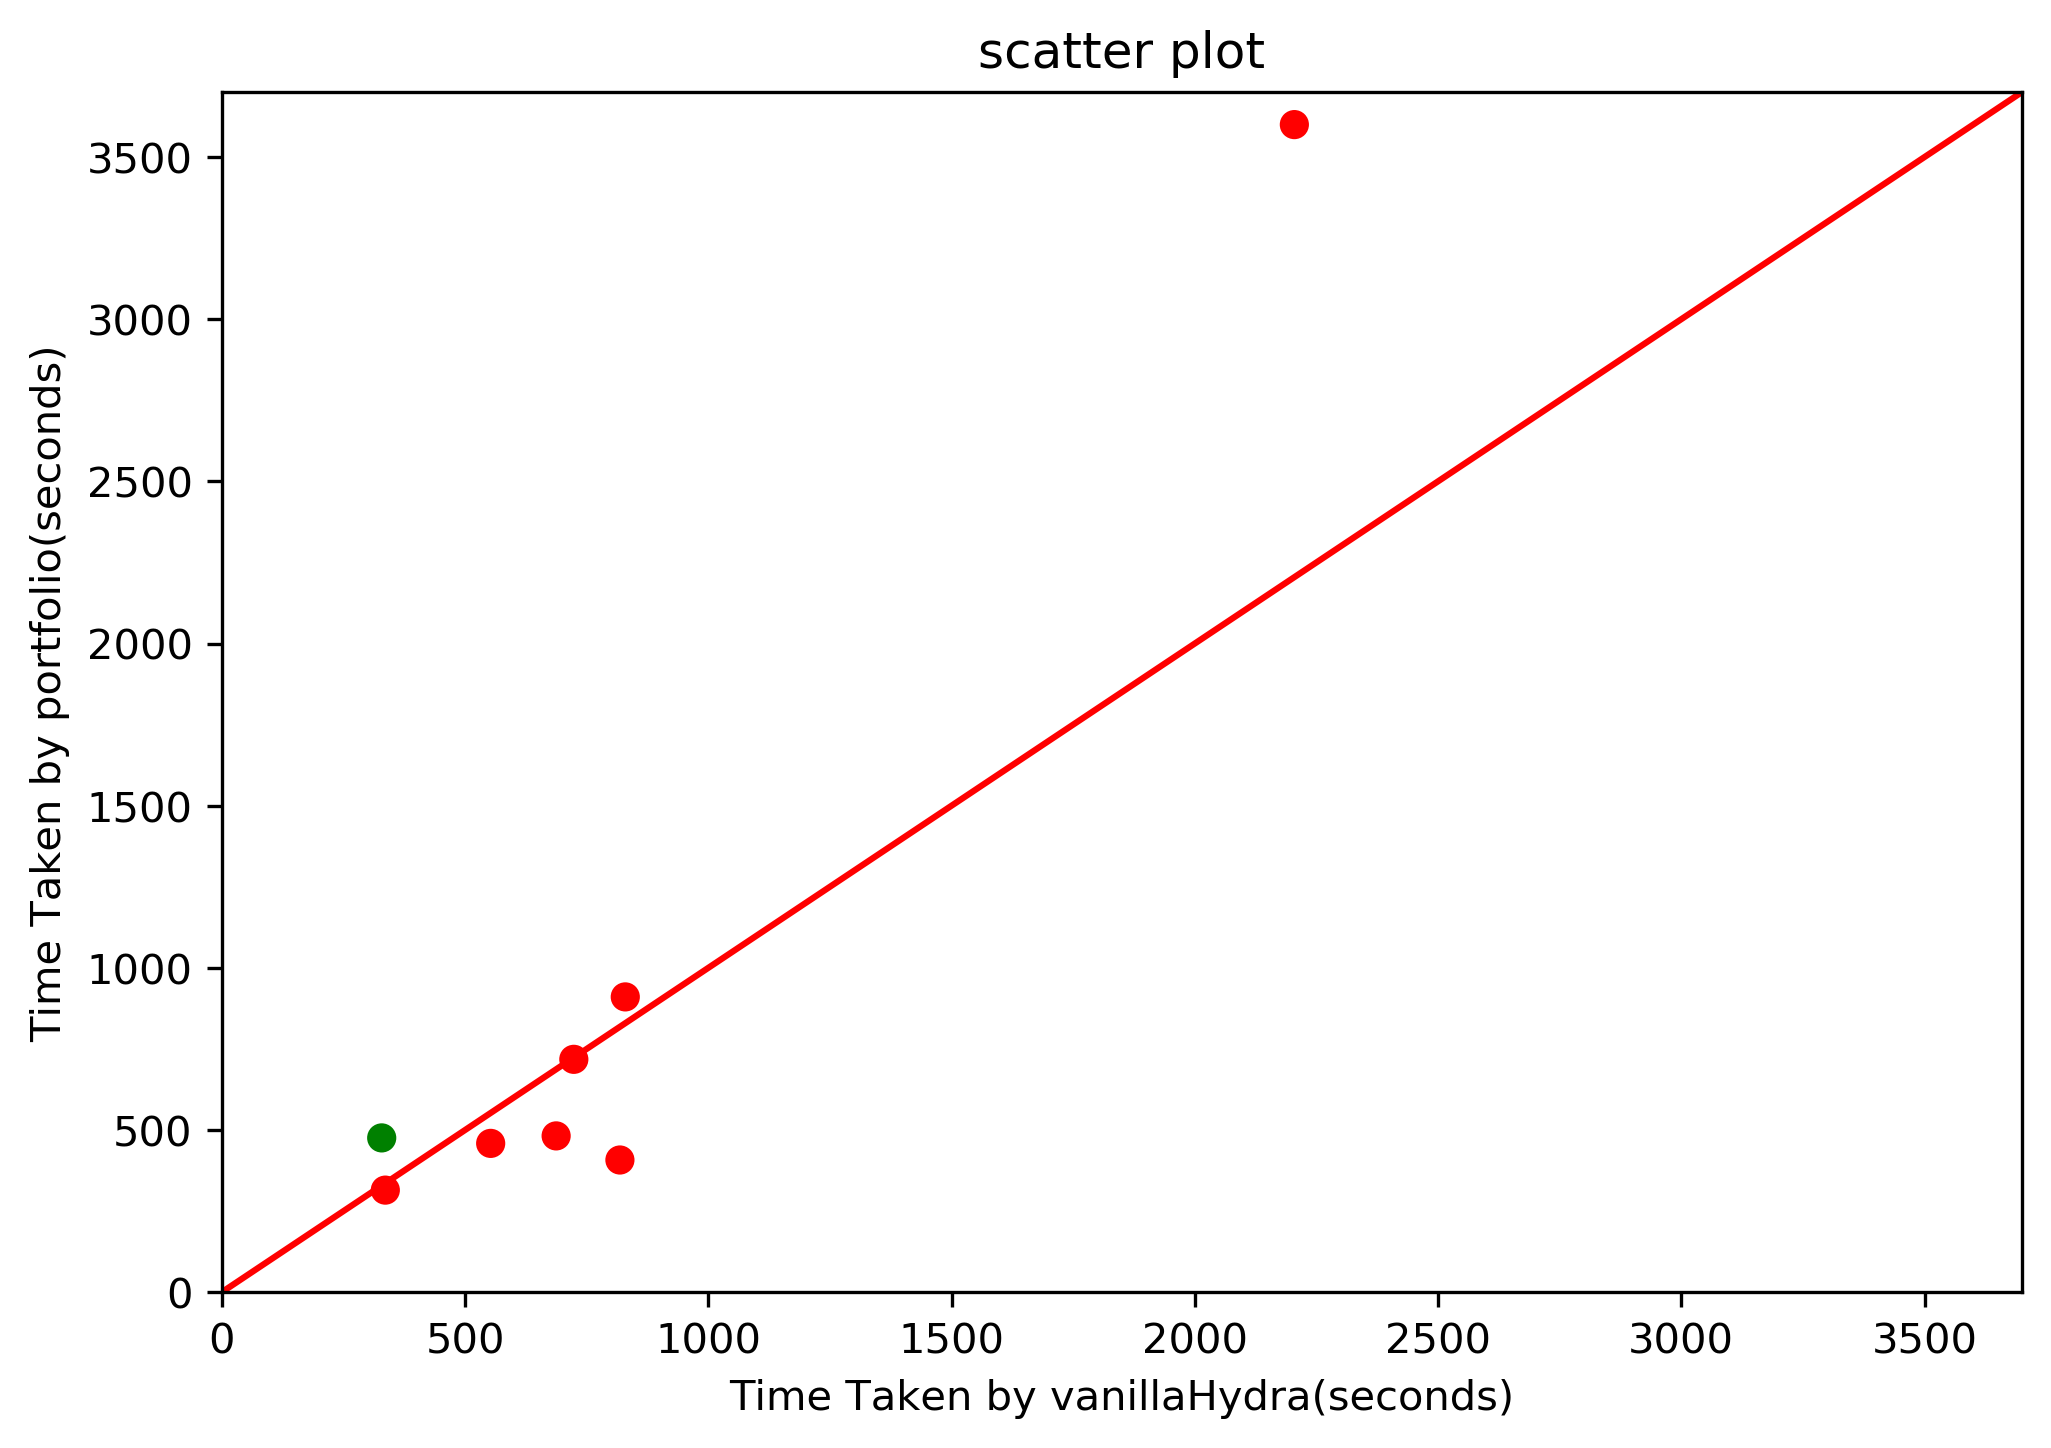 scatter plot
Time Taken by portfolio(seconds)
3500
3000
2500
2000
1500
1000
500
0
0 500 1000 1500 2000 2500 3000 3500
Time Taken by vanillaHydra(seconds)